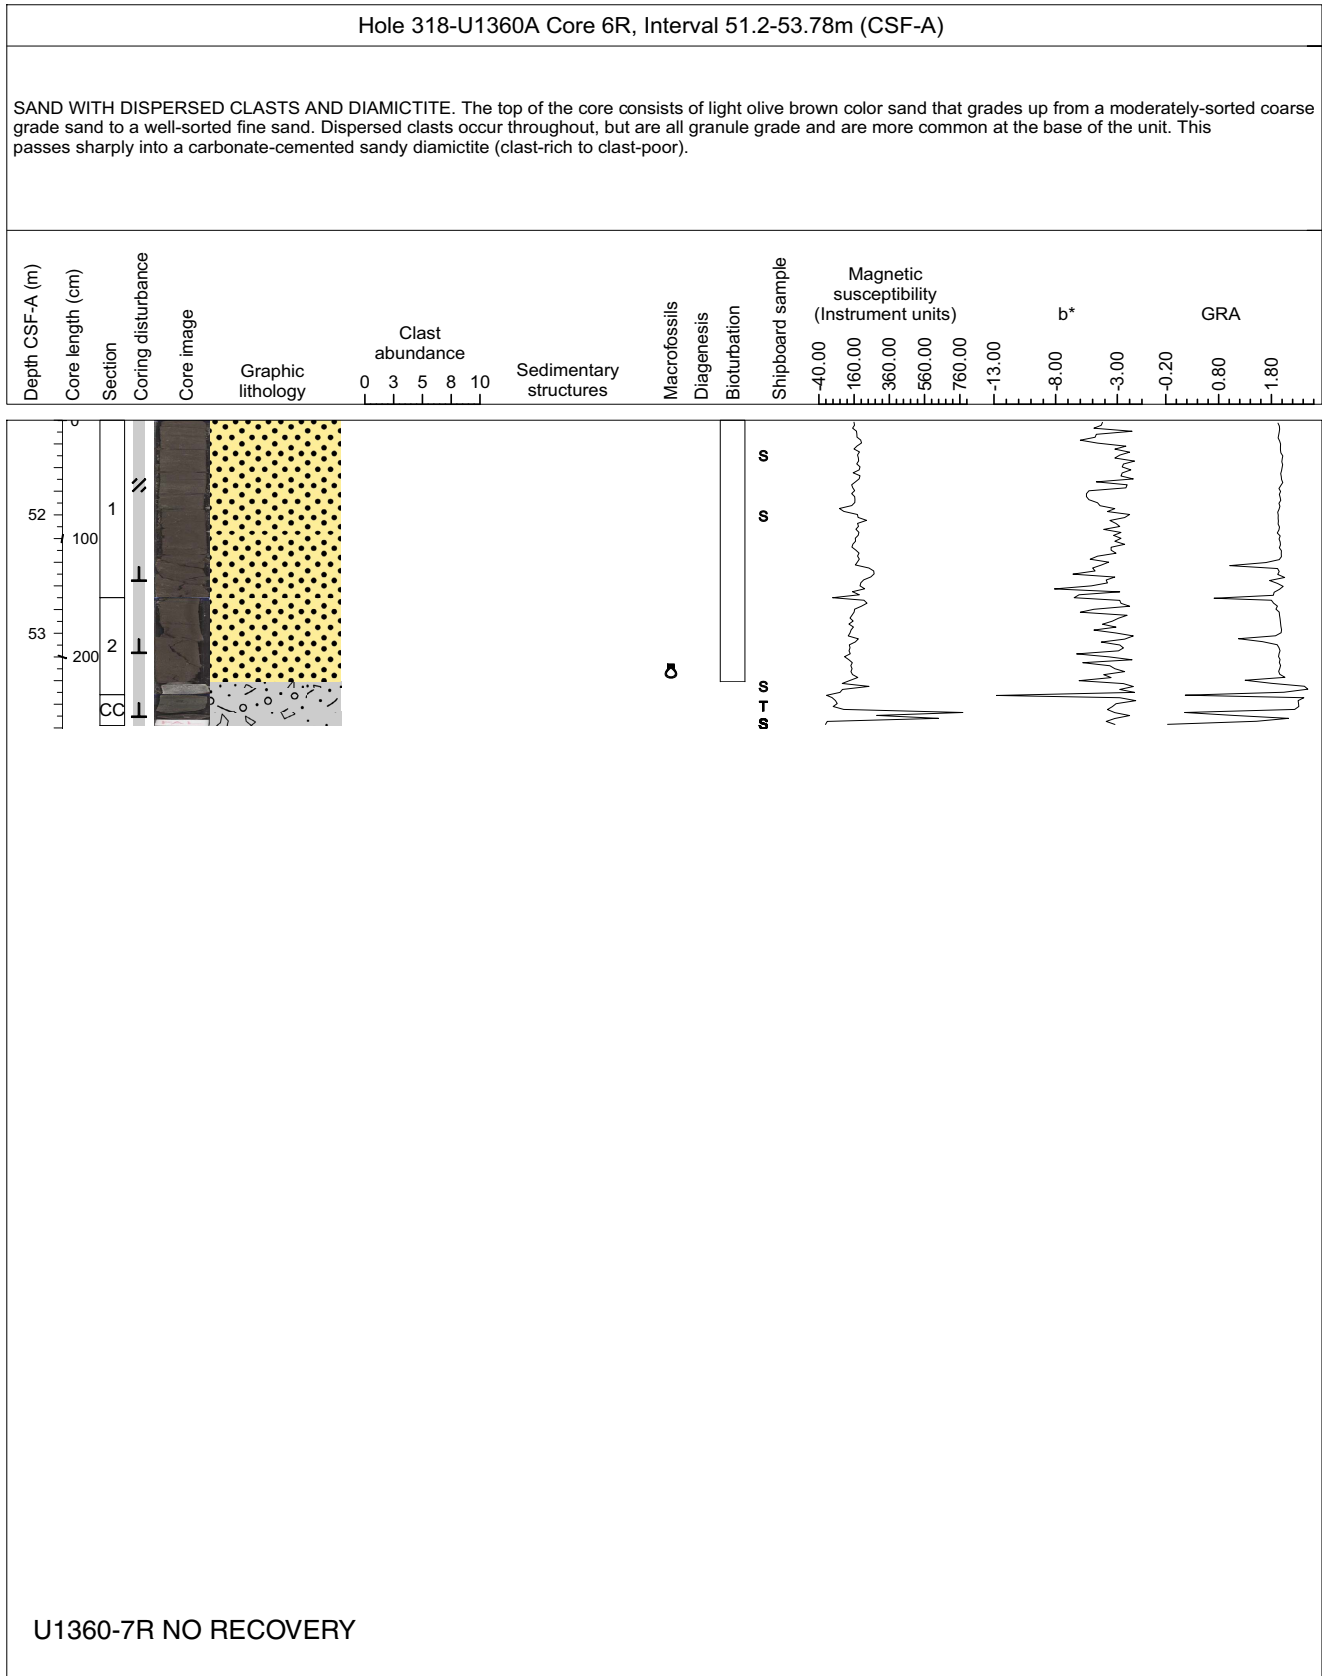 Hole 318-U1360A Core 6R, Interval 51.2-53.78m (CSF-A)
SAND WITH DISPERSED CLASTS AND DIAMICTITE. The top of the core consists of light olive brown color sand that grades up from a moderately-sorted coarse
grade sand to a well-sorted fine sand. Dispersed clasts occur throughout, but are all granule grade and are more common at the base of the unit. This
passes sharply into a carbonate-cemented sandy diamictite (clast-rich to clast-poor).
Depth CSF-A (m)
Core length (cm)
Section
Coring disturbance
Core image
Graphic
lithology
Clast
abundance
0 3 5 8 10
Sedimentary
structures
Macrofossils
Diagenesis
Bioturbation
Shipboard sample
Magnetic
susceptibility
(Instrument units)
-40.00 160.00 360.00 560.00 760.00
b*
-13.00 -8.00 -3.00
GRA
-0.20 0.80 1.80
0
S
1
52
S
100
53
2
200
S
CC
T
S
U1360-7R NO RECOVERY